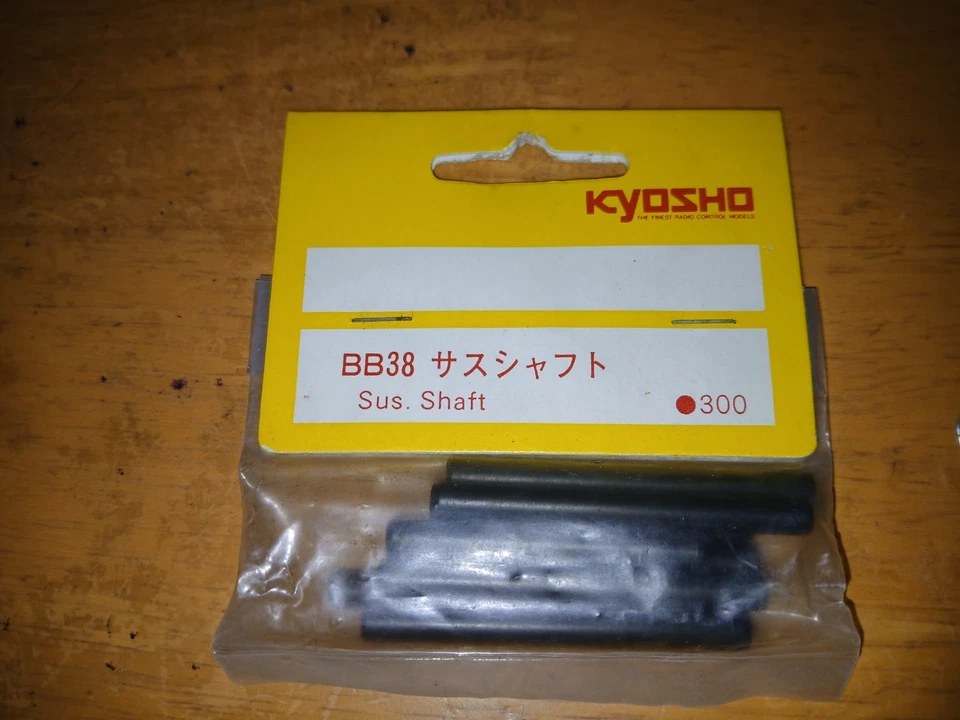 KYOSHO
THE FINEST RADIO CONTROL MODELS
BB38 サスシャフト
Sus. Shaft
●300